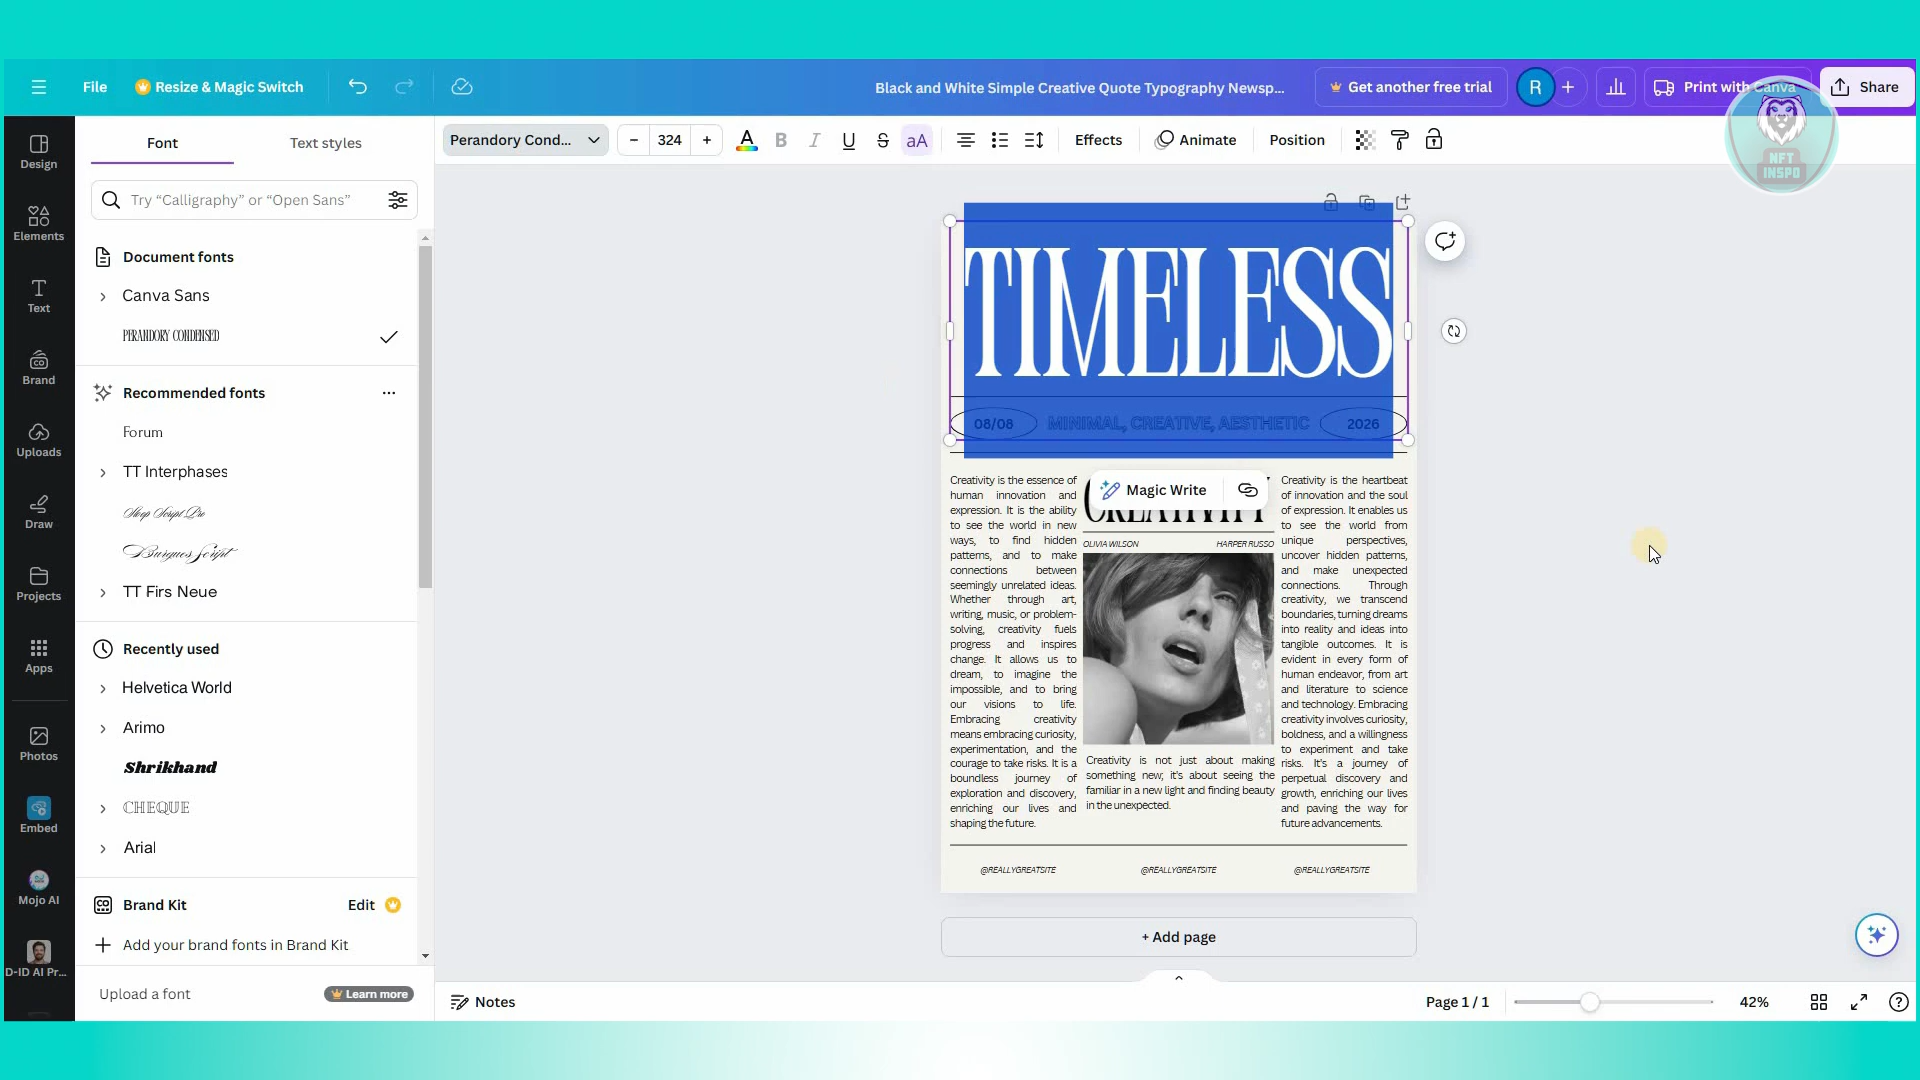 File
Resize & Magic Switch
Black and White Simple Creative Quote Typography Newsp...
Get another free trial
R
Print with Canva
Share
NFT
INSPO
Design
Elements
Text
Brand
Uploads
Draw
Projects
Apps
Photos
Embed
Mojo AI
D-ID AI Pr...
Font
Text styles
Try “Calligraphy” or “Open Sans”
Document fonts
Canva Sans
PERANDORY CONDENSED
Recommended fonts
Forum
TT Interphases
Sloop Script Pro
Burgues Script
TT Firs Neue
Recently used
Helvetica World
Arimo
Shrikhand
CHEQUE
Arial
Brand Kit
Edit
Add your brand fonts in Brand Kit
Upload a font
Learn more
Perandory Cond...
– 324 +
A B I U S aA
Effects
Animate
Position
TIMELESS
08/08
MINIMAL, CREATIVE, AESTHETIC
2026
Creativity is the essence of
human innovation and
expression. It is the ability
to see the world in new
ways, to find hidden
patterns, and to make
connections between
seemingly unrelated ideas.
Whether through art,
writing, music, or problem-
solving, creativity fuels
progress and inspires
change. It allows us to
dream, to imagine the
impossible, and to bring
our visions to life.
Embracing creativity
means embracing curiosity,
experimentation, and the
courage to take risks. It is a
boundless journey of
exploration and discovery,
enriching our lives and
shaping the future.
Magic Write
CREATIVITY
OLIVIA WILSON
HARPER RUSSO
Creativity is not just about making
something new; it's about seeing the
familiar in a new light and finding beauty
in the unexpected.
Creativity is the heartbeat
of innovation and the soul
of expression. It enables us
to see the world from
unique perspectives,
uncover hidden patterns,
and make unexpected
connections. Through
creativity, we transcend
boundaries, turning dreams
into reality and ideas into
tangible outcomes. It is
evident in every form of
human endeavor, from art
and literature to science
and technology. Embracing
creativity involves curiosity,
boldness, and a willingness
to experiment and take
risks. It's a journey of
perpetual discovery and
growth, enriching our lives
and paving the way for
future advancements.
@REALLYGREATSITE
@REALLYGREATSITE
@REALLYGREATSITE
+ Add page
Notes
Page 1 / 1
42%